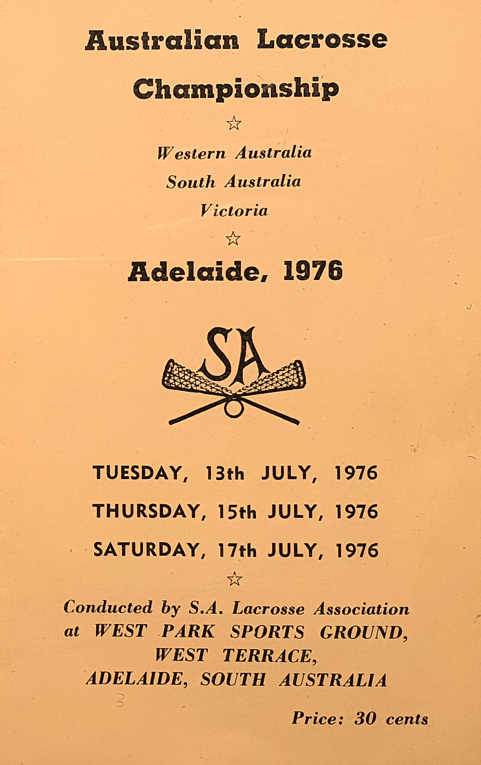 Australian Lacrosse
Championship
☆
Western Australia
South Australia
Victoria
☆
Adelaide, 1976
SA
TUESDAY, 13th JULY, 1976
THURSDAY, 15th JULY, 1976
SATURDAY, 17th JULY, 1976
☆
Conducted by S.A. Lacrosse Association
at WEST PARK SPORTS GROUND,
WEST TERRACE,
ADELAIDE, SOUTH AUSTRALIA
Price: 30 cents